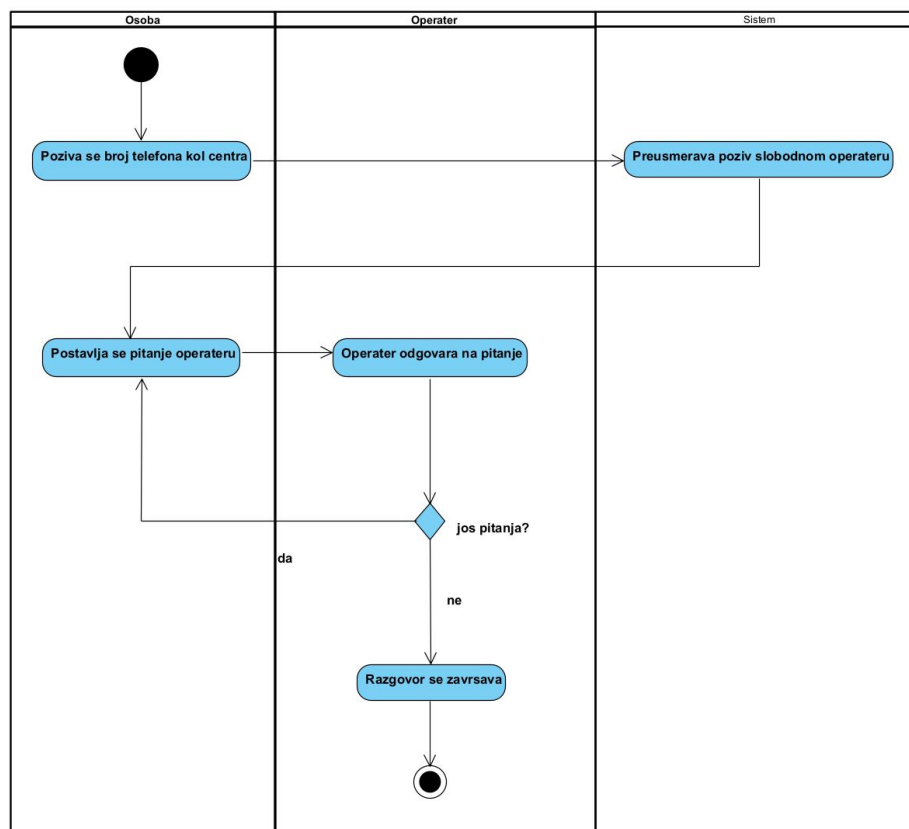 Osoba
Operater
Sistem
Poziva se broj telefona kol centra
Preusmerava poziv slobodnom operateru
Postavlja se pitanje operateru
Operater odgovara na pitanje
jos pitanja?
da
ne
Razgovor se zavrsava